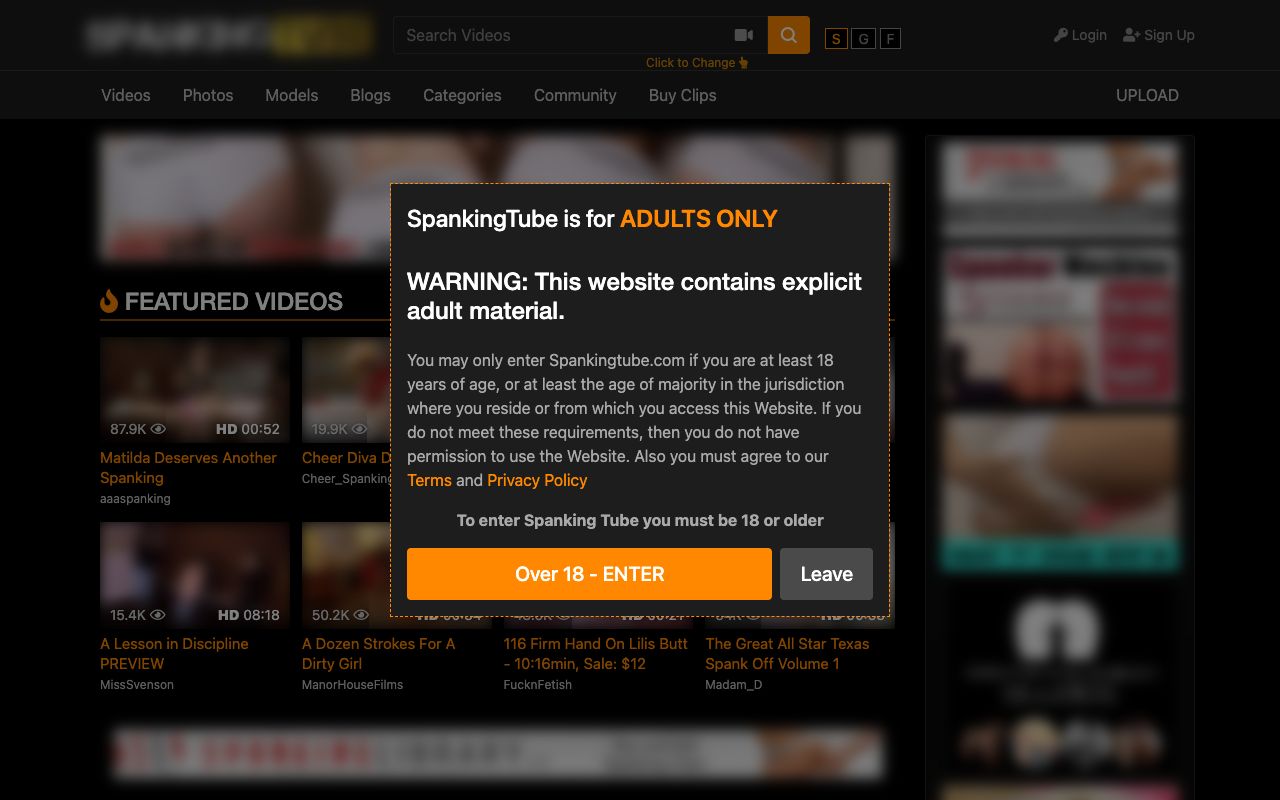 Search Videos
S G F
Login
Sign Up
Click to Change
Videos
Photos
Models
Blogs
Categories
Community
Buy Clips
UPLOAD
SpankingTube is for ADULTS ONLY
WARNING: This website contains explicit
adult material.
You may only enter Spankingtube.com if you are at least 18
years of age, or at least the age of majority in the jurisdiction
where you reside or from which you access this Website. If you
do not meet these requirements, then you do not have
permission to use the Website. Also you must agree to our
Terms and Privacy Policy
To enter Spanking Tube you must be 18 or older
Over 18 - ENTER
Leave
FEATURED VIDEOS
87.9K
HD 00:52
19.9K
Matilda Deserves Another
Spanking
aaaspanking
Cheer Diva
Cheer_Spanking
15.4K
HD 08:18
50.2K
A Lesson in Discipline
PREVIEW
MissSvenson
A Dozen Strokes For A
Dirty Girl
ManorHouseFilms
116 Firm Hand On Lilis Butt
- 10:16min, Sale: $12
FucknFetish
The Great All Star Texas
Spank Off Volume 1
Madam_D